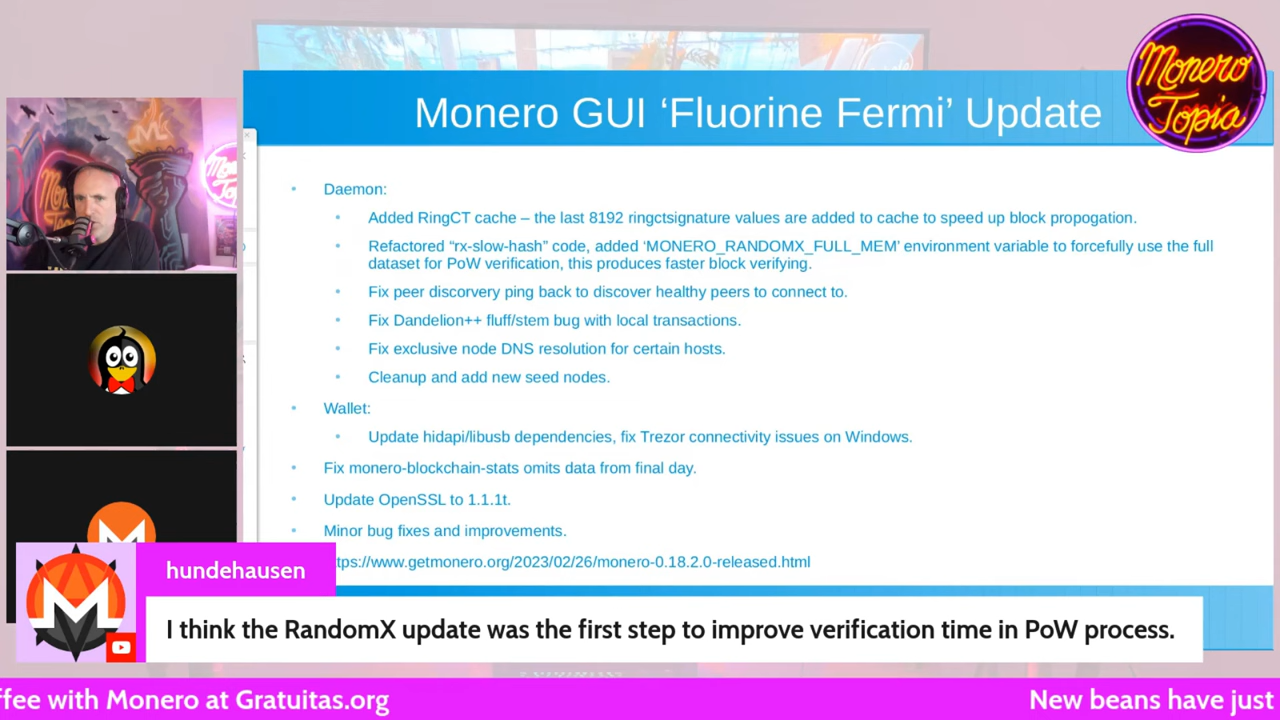 Monero GUI ‘Fluorine Fermi’ Update
Monero
Topia
Daemon:
Added RingCT cache – the last 8192 ringctsignature values are added to cache to speed up block propogation.
Refactored “rx-slow-hash” code, added ‘MONERO_RANDOMX_FULL_MEM’ environment variable to forcefully use the full
dataset for PoW verification, this produces faster block verifying.
Fix peer discorvery ping back to discover healthy peers to connect to.
Fix Dandelion++ fluff/stem bug with local transactions.
Fix exclusive node DNS resolution for certain hosts.
Cleanup and add new seed nodes.
Wallet:
Update hidapi/libusb dependencies, fix Trezor connectivity issues on Windows.
Fix monero-blockchain-stats omits data from final day.
Update OpenSSL to 1.1.1t.
Minor bug fixes and improvements.
tps://www.getmonero.org/2023/02/26/monero-0.18.2.0-released.html
hundehausen
I think the RandomX update was the first step to improve verification time in PoW process.
ffee with Monero at Gratuitas.org
New beans have just